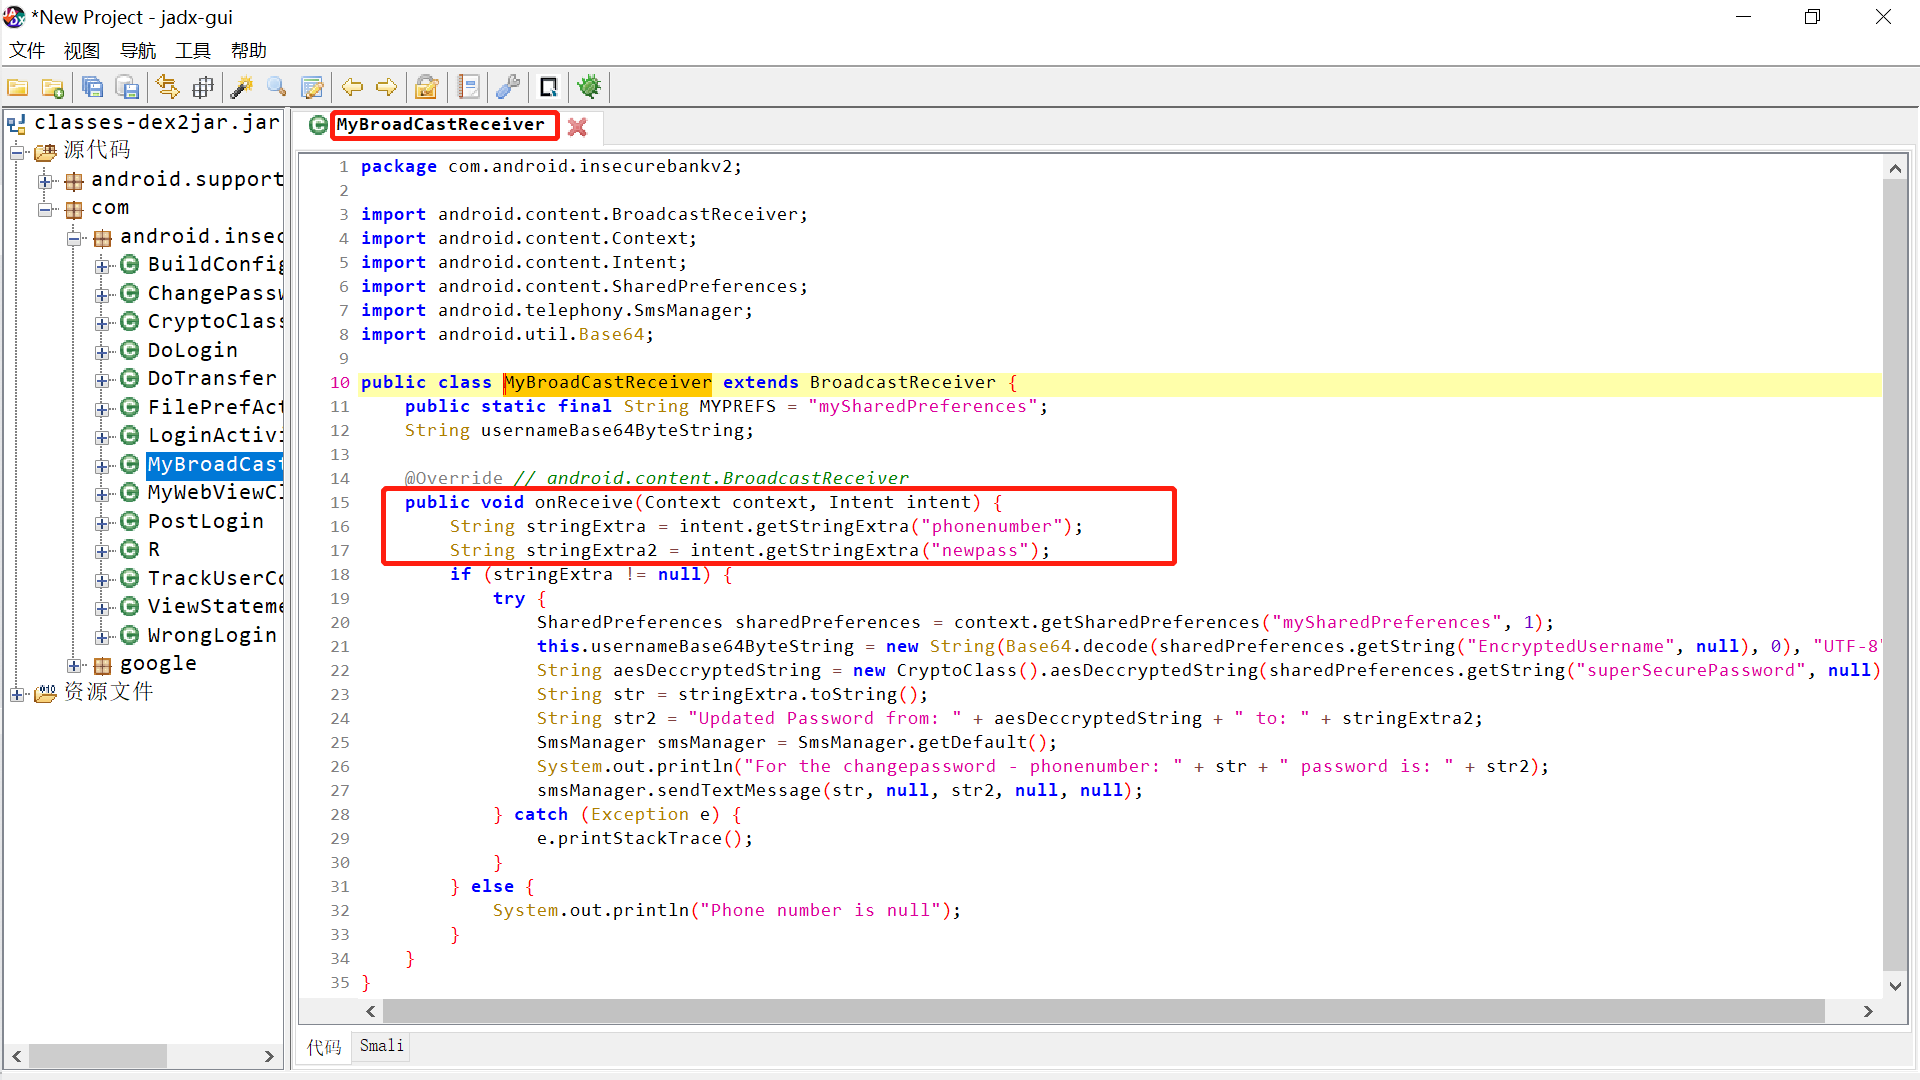 *New Project - jadx-gui
文件 视图 导航 工具 帮助
classes-dex2jar.jar
源代码
android.support
com
android.insec
BuildConfig
ChangePassw
CryptoClass
DoLogin
DoTransfer
FilePrefAct
LoginActivi
MyBroadCast
MyWebViewCl
PostLogin
R
TrackUserCo
ViewStateme
WrongLogin
google
资源文件
MyBroadCastReceiver
1 package com.android.insecurebankv2;
2
3 import android.content.BroadcastReceiver;
4 import android.content.Context;
5 import android.content.Intent;
6 import android.content.SharedPreferences;
7 import android.telephony.SmsManager;
8 import android.util.Base64;
9
10 public class MyBroadCastReceiver extends BroadcastReceiver {
11 public static final String MYPREFS = "mySharedPreferences";
12 String usernameBase64ByteString;
13
14 @Override // android.content.BroadcastReceiver
15 public void onReceive(Context context, Intent intent) {
16 String stringExtra = intent.getStringExtra("phonenumber");
17 String stringExtra2 = intent.getStringExtra("newpass");
18 if (stringExtra != null) {
19 try {
20 SharedPreferences sharedPreferences = context.getSharedPreferences("mySharedPreferences", 1);
21 this.usernameBase64ByteString = new String(Base64.decode(sharedPreferences.getString("EncryptedUsername", null), 0), "UTF-8"
22 String aesDeccryptedString = new CryptoClass().aesDeccryptedString(sharedPreferences.getString("superSecurePassword", null)
23 String str = stringExtra.toString();
24 String str2 = "Updated Password from: " + aesDeccryptedString + " to: " + stringExtra2;
25 SmsManager smsManager = SmsManager.getDefault();
26 System.out.println("For the changepassword - phonenumber: " + str + " password is: " + str2);
27 smsManager.sendTextMessage(str, null, str2, null, null);
28 } catch (Exception e) {
29 e.printStackTrace();
30 }
31 } else {
32 System.out.println("Phone number is null");
33 }
34 }
35 }
代码 Smali